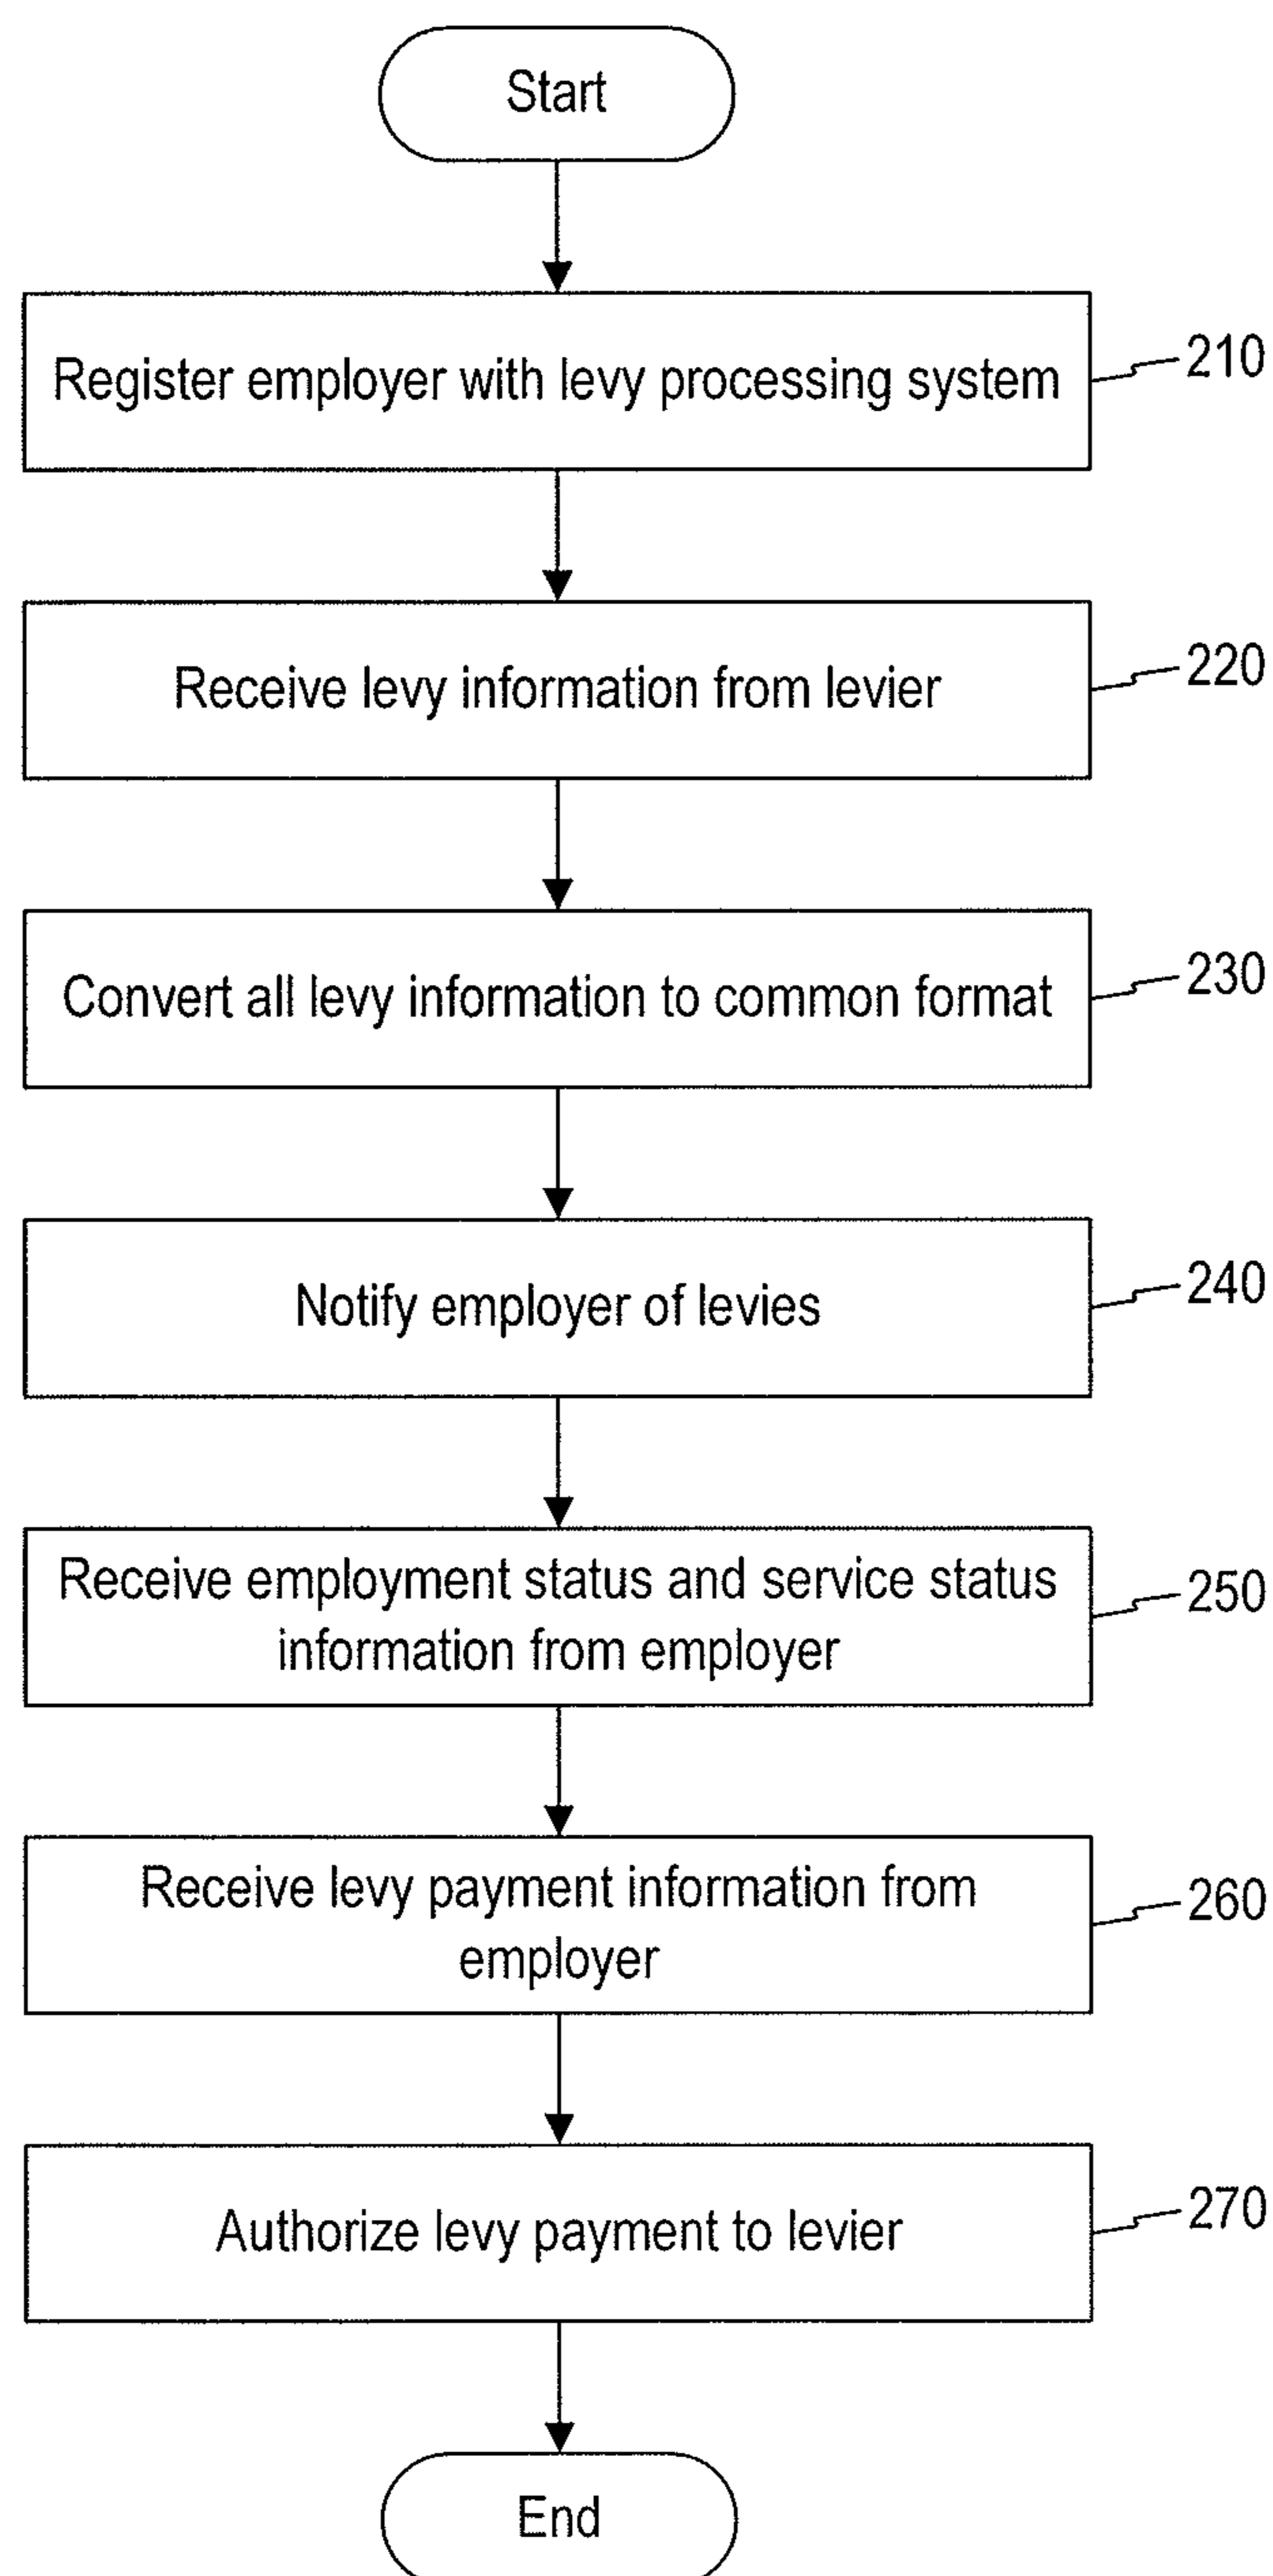 Start
Register employer with levy processing system
210
Receive levy information from levier
220
Convert all levy information to common format
230
Notify employer of levies
240
Receive employment status and service status
information from employer
250
Receive levy payment information from
employer
260
Authorize levy payment to levier
270
End